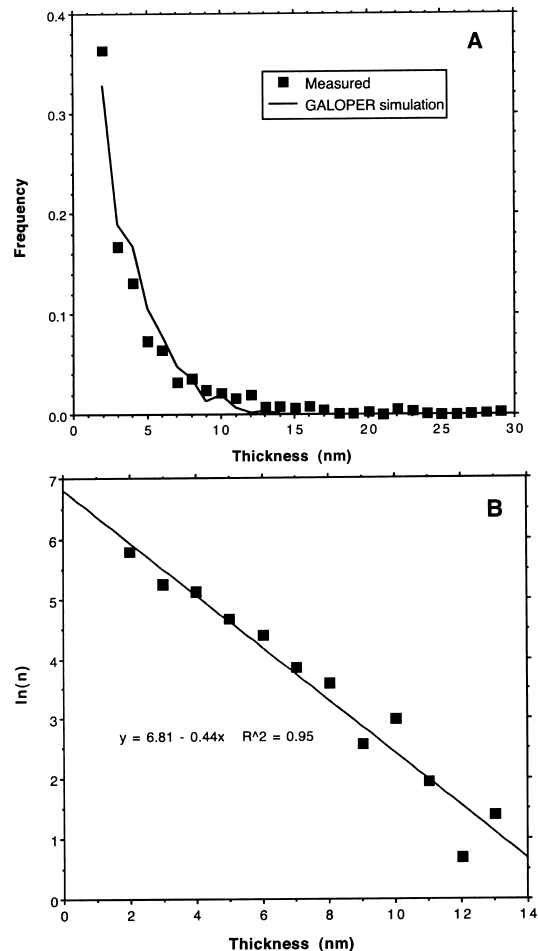 0.4
A
Measured
GALOPER simulation
0.3
Frequency
0.2
0.1
0.0
0 5 10 15 20 25 30
Thickness (nm)
7
B
6
5
ln(n)
4
3
y = 6.81 - 0.44x R^2 = 0.95
2
1
0
0 2 4 6 8 10 12 14
Thickness (nm)